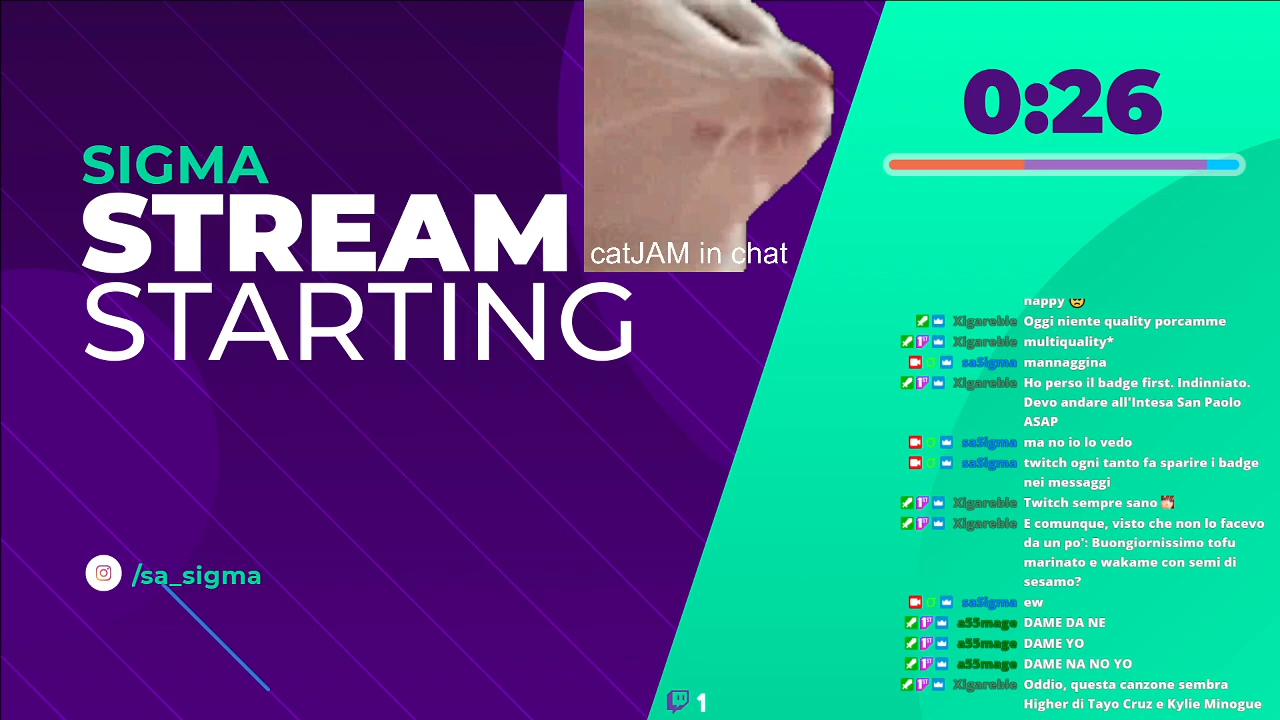 SIGMA
STREAM
STARTING
catJAM in chat
/sa_sigma
0:26
nappy
Xigarebie Oggi niente quality porcamme
Xigarebie multiquality*
saSigma mannaggina
Xigarebie Ho perso il badge first. Indinniato.
Devo andare all'Intesa San Paolo
ASAP
saSigma ma no io lo vedo
saSigma twitch ogni tanto fa sparire i badge
nei messaggi
Xigarebie Twitch sempre sano
Xigarebie E comunque, visto che non lo facevo
da un po': Buongiornissimo tofu
marinato e wakame con semi di
sesamo?
saSigma ew
a55mage DAME DA NE
a55mage DAME YO
a55mage DAME NA NO YO
Xigarebie Oddio, questa canzone sembra
Higher di Tayo Cruz e Kylie Minogue
1